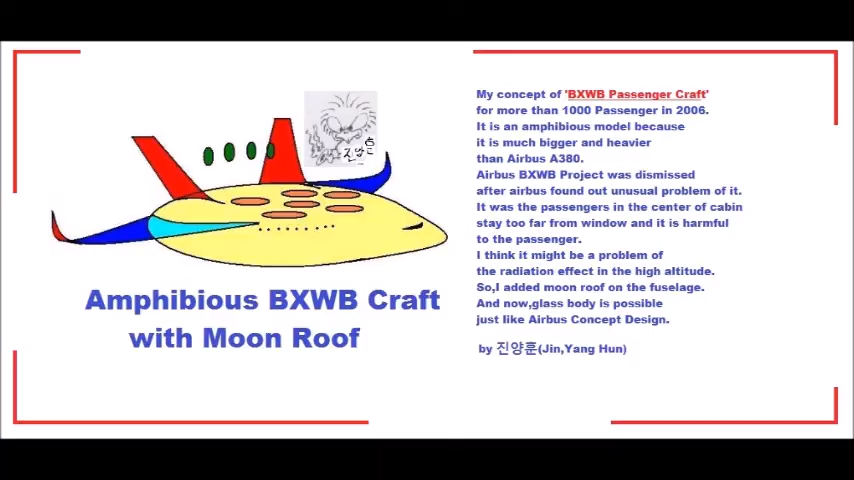 진양훈
Amphibious BXWB Craft
with Moon Roof
My concept of 'BXWB Passenger Craft'
for more than 1000 Passenger in 2006.
It is an amphibious model because
it is much bigger and heavier
than Airbus A380.
Airbus BXWB Project was dismissed
after airbus found out unusual problem of it.
It was the passengers in the center of cabin
stay too far from window and it is harmful
to the passenger.
I think it might be a problem of
the radiation effect in the high altitude.
So,I added moon roof on the fuselage.
And now,glass body is possible
just like Airbus Concept Design.
by 진양훈(Jin,Yang Hun)